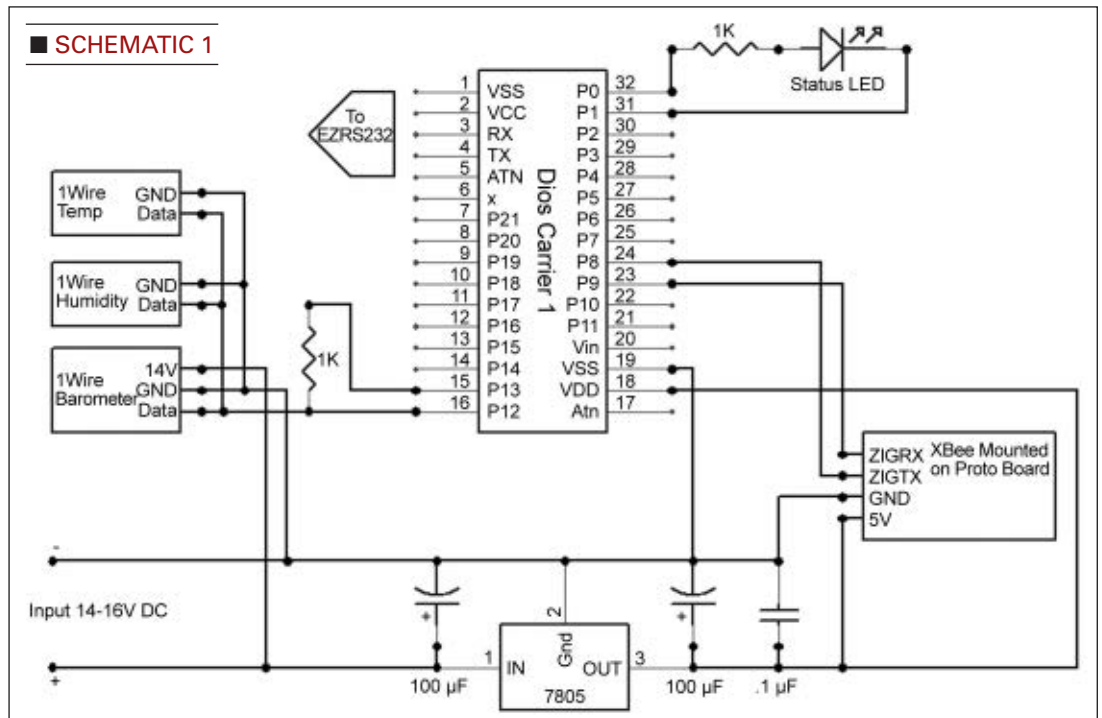 ■ SCHEMATIC 1
1K
Status LED
To
EZRS232
Dios Carrier 1
1 VSS P0 32
2 VCC P1 31
3 RX P2 30
4 TX P3 29
5 ATN P4 28
6 x P5 27
7 P21 P6 26
8 P20 P7 25
9 P19 P8 24
10 P18 P9 23
11 P17 P10 22
12 P16 P11 21
13 P15 Vin 20
14 P14 VSS 19
15 P13 VDD 18
16 P12 Atn 17
1Wire GND
Temp Data
1Wire GND
Humidity Data
14V
1Wire GND
Barometer Data
1K
ZIGRX XBee Mounted
ZIGTX on Proto Board
GND
5V
-
Input 14-16V DC
+
+
100 µF
1 IN Gnd 2 OUT 3
7805
+
100 µF
.1 µF